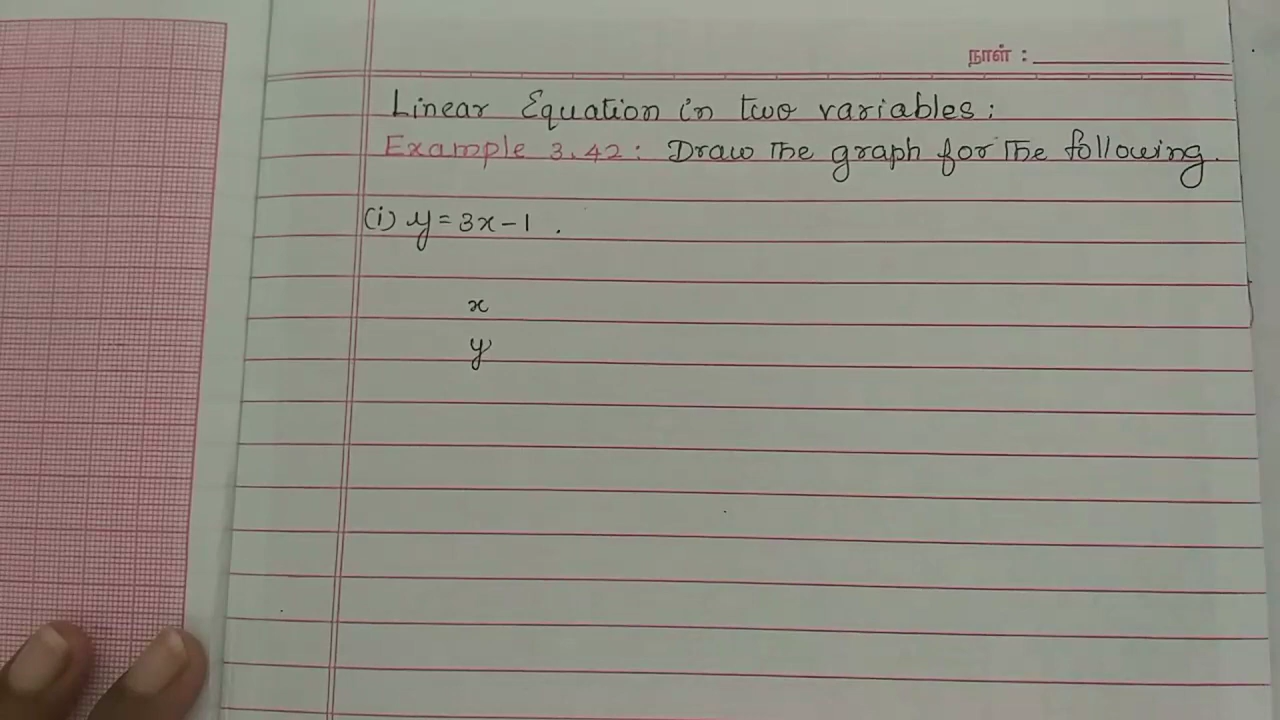 நாள் :
Linear Equation in two variables:
Example 3.42: Draw The graph for The following.
(i) y = 3x - 1 .
x
y